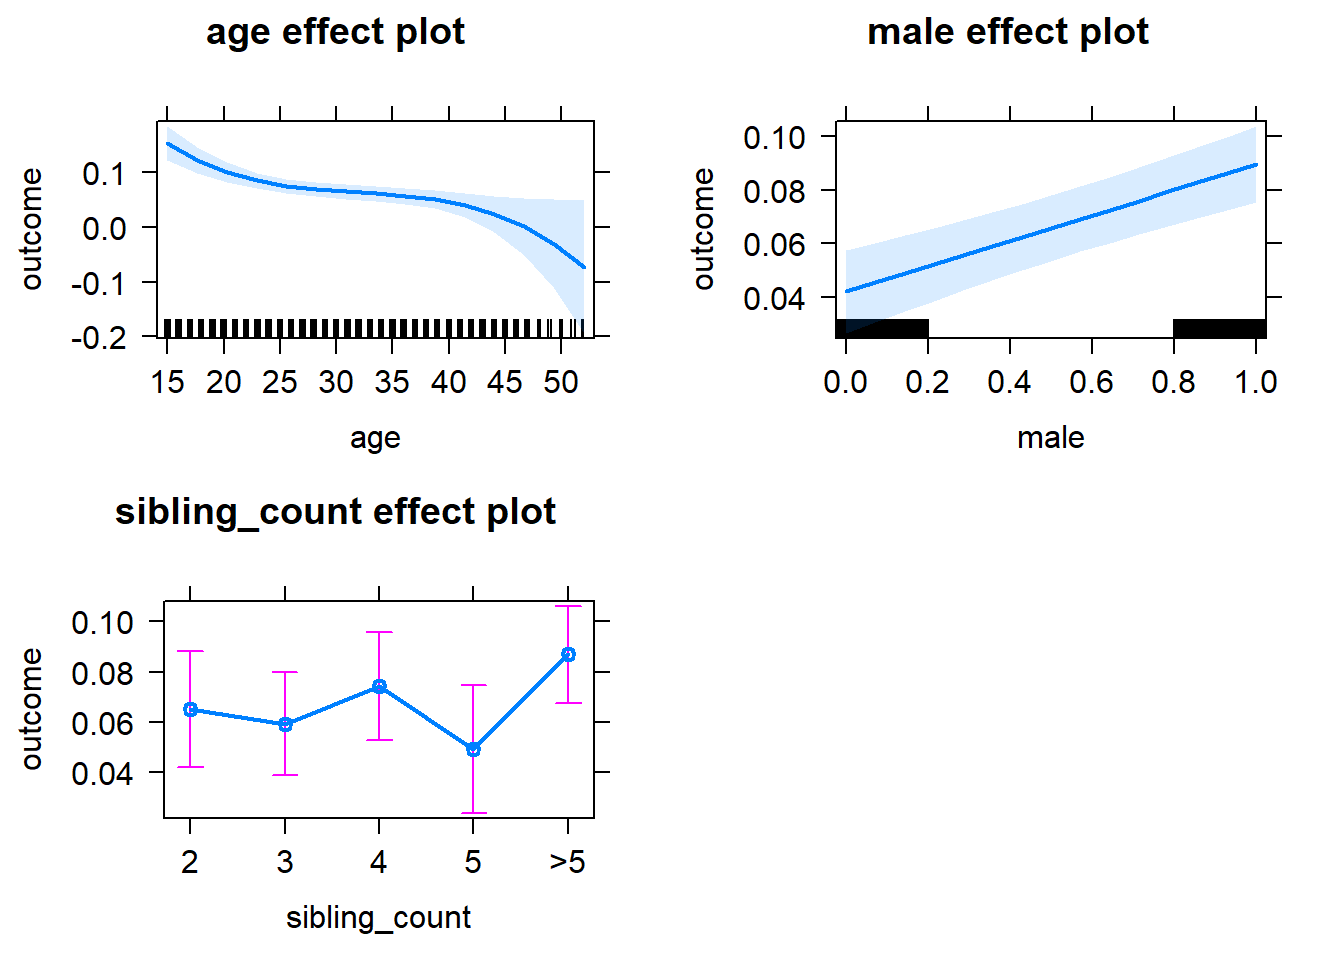 age effect plot
outcome
0.1
0.0
-0.1
-0.2
15 20 25 30 35 40 45 50
age
male effect plot
outcome
0.10
0.08
0.06
0.04
0.0 0.2 0.4 0.6 0.8 1.0
male
sibling_count effect plot
outcome
0.10
0.08
0.06
0.04
2 3 4 5 >5
sibling_count